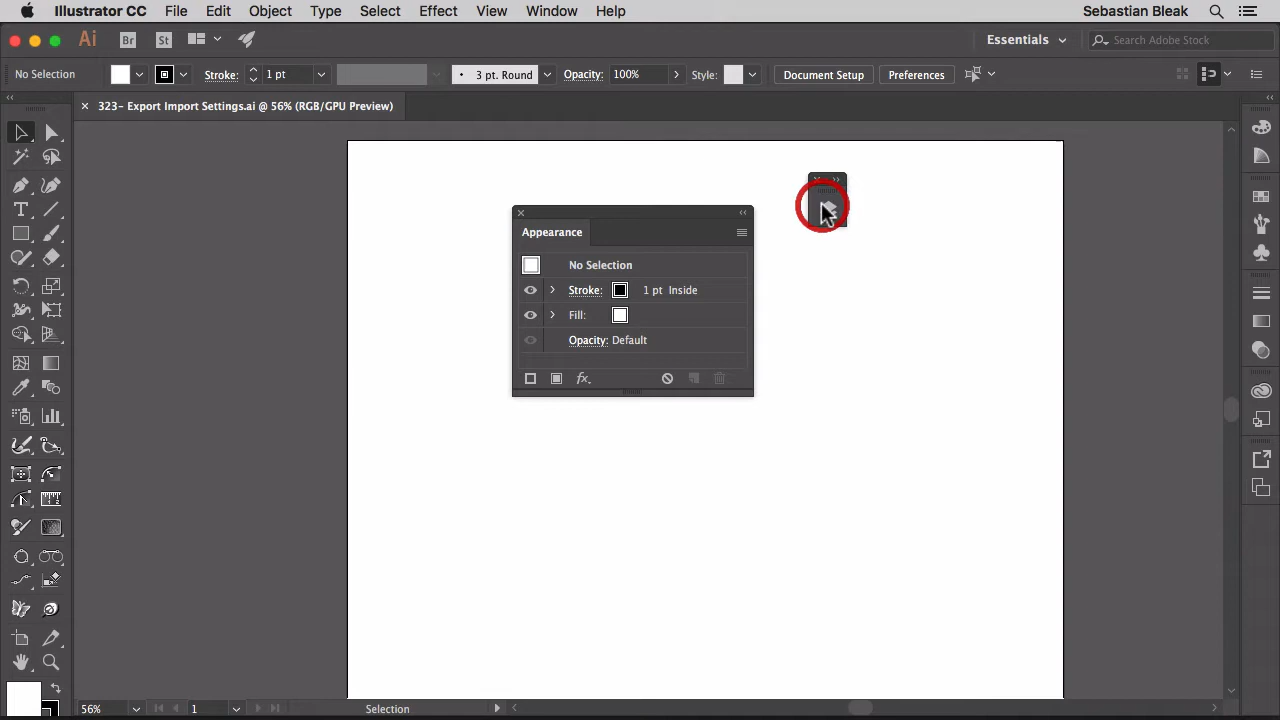 Illustrator CC File Edit Object Type Select Effect View Window Help Sebastian Bleak
Ai Br St Essentials Search Adobe Stock
No Selection Stroke: 1 pt 3 pt. Round Opacity: 100% Style: Document Setup Preferences
323- Export Import Settings.ai @ 56% (RGB/GPU Preview)
Appearance
No Selection
Stroke: 1 pt Inside
Fill:
Opacity: Default
fx.
56% 1 Selection